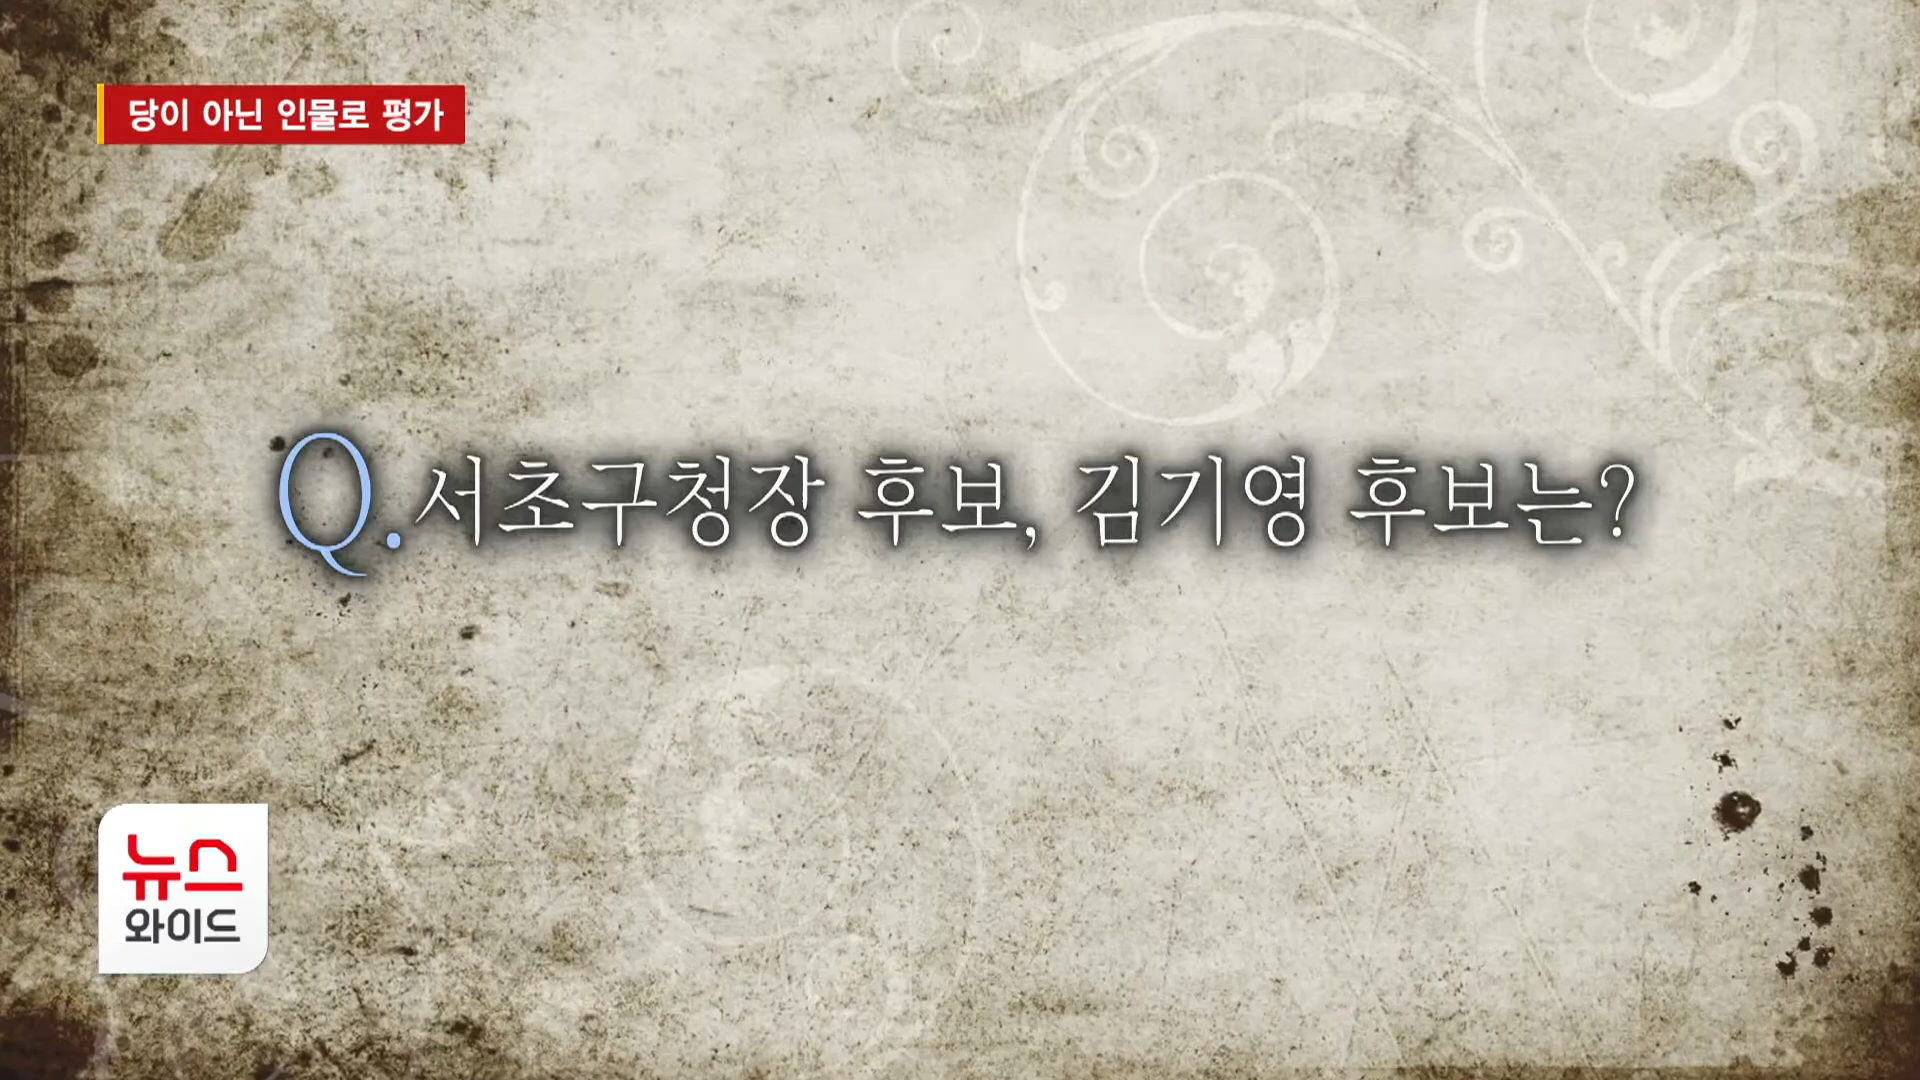 당이 아닌 인물로 평가
Q. 서초구청장 후보, 김기영 후보는?
뉴스
와이드